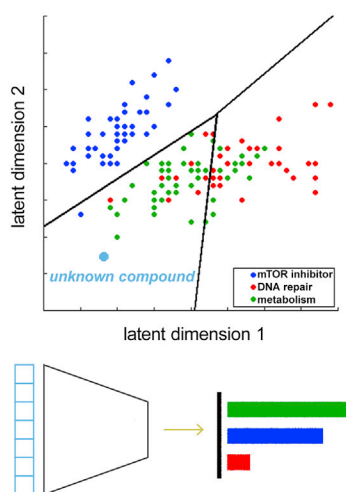 latent dimension 2
unknown compound
mTOR inhibitor
DNA repair
metabolism
latent dimension 1